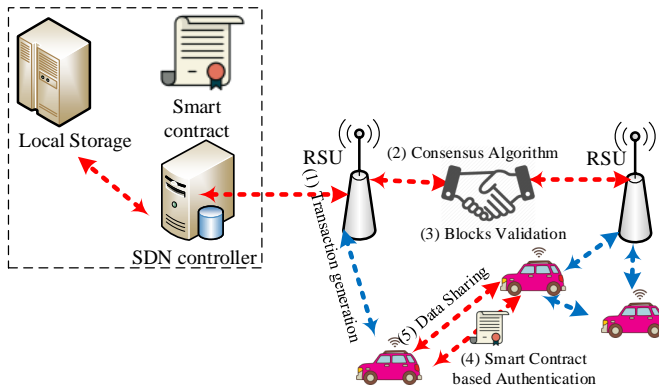 Smart
contract
Local Storage
SDN controller
RSU
(2) Consensus Algorithm
RSU
(1) Transaction generation
(3) Blocks Validation
(5) Data Sharing
(4) Smart Contract
based Authentication